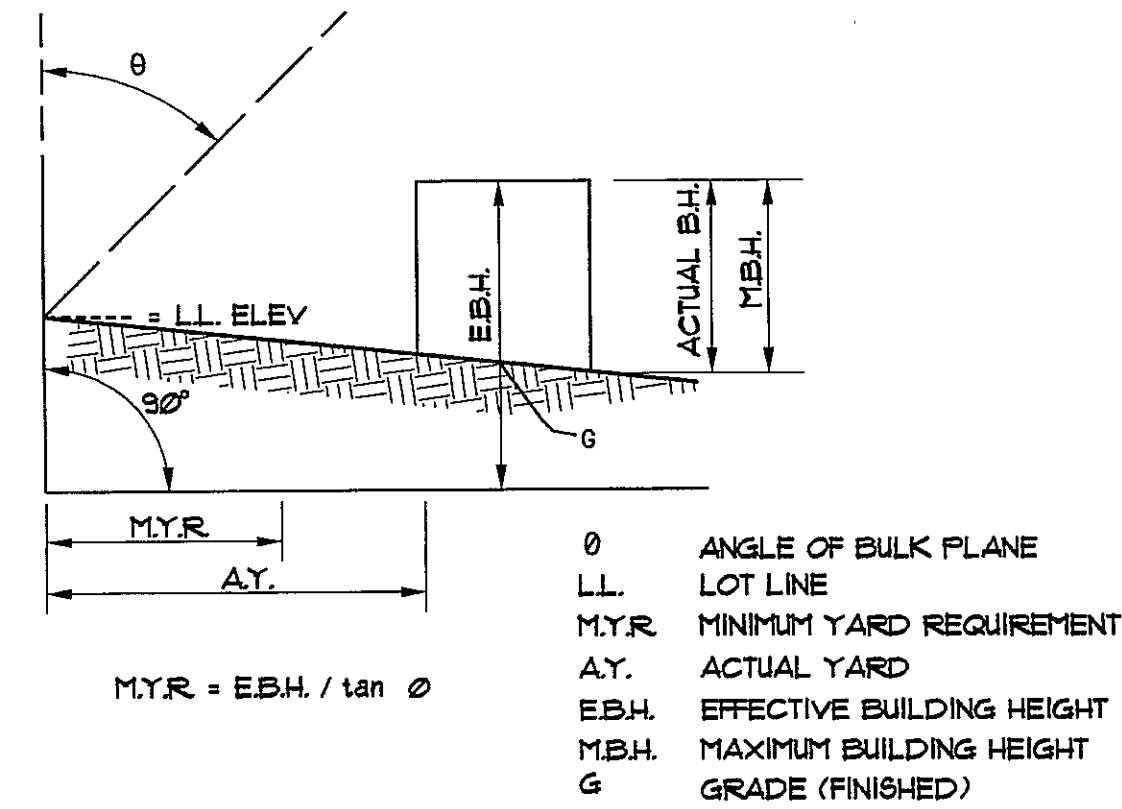 θ
ACTUAL B.H.
M.B.H.
E.B.H.
= L.L. ELEV
90°
G
M.Y.R.
A.Y.
M.Y.R. = E.B.H. / tan Ø
Ø ANGLE OF BULK PLANE
L.L. LOT LINE
M.Y.R. MINIMUM YARD REQUIREMENT
A.Y. ACTUAL YARD
E.B.H. EFFECTIVE BUILDING HEIGHT
M.B.H. MAXIMUM BUILDING HEIGHT
G GRADE (FINISHED)